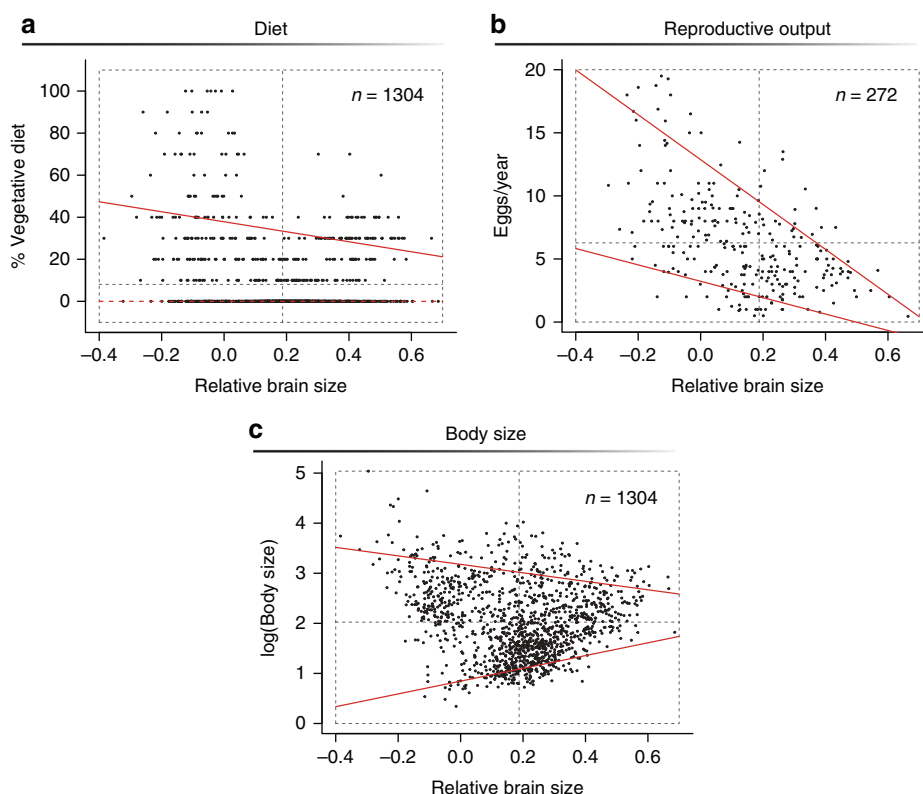 a
Diet
n = 1304
% Vegetative diet
100
80
60
40
20
0
−0.4 −0.2 0.0 0.2 0.4 0.6
Relative brain size
b
Reproductive output
n = 272
Eggs/year
20
15
10
5
0
−0.4 −0.2 0.0 0.2 0.4 0.6
Relative brain size
c
Body size
n = 1304
log(Body size)
5
4
3
2
1
0
−0.4 −0.2 0.0 0.2 0.4 0.6
Relative brain size